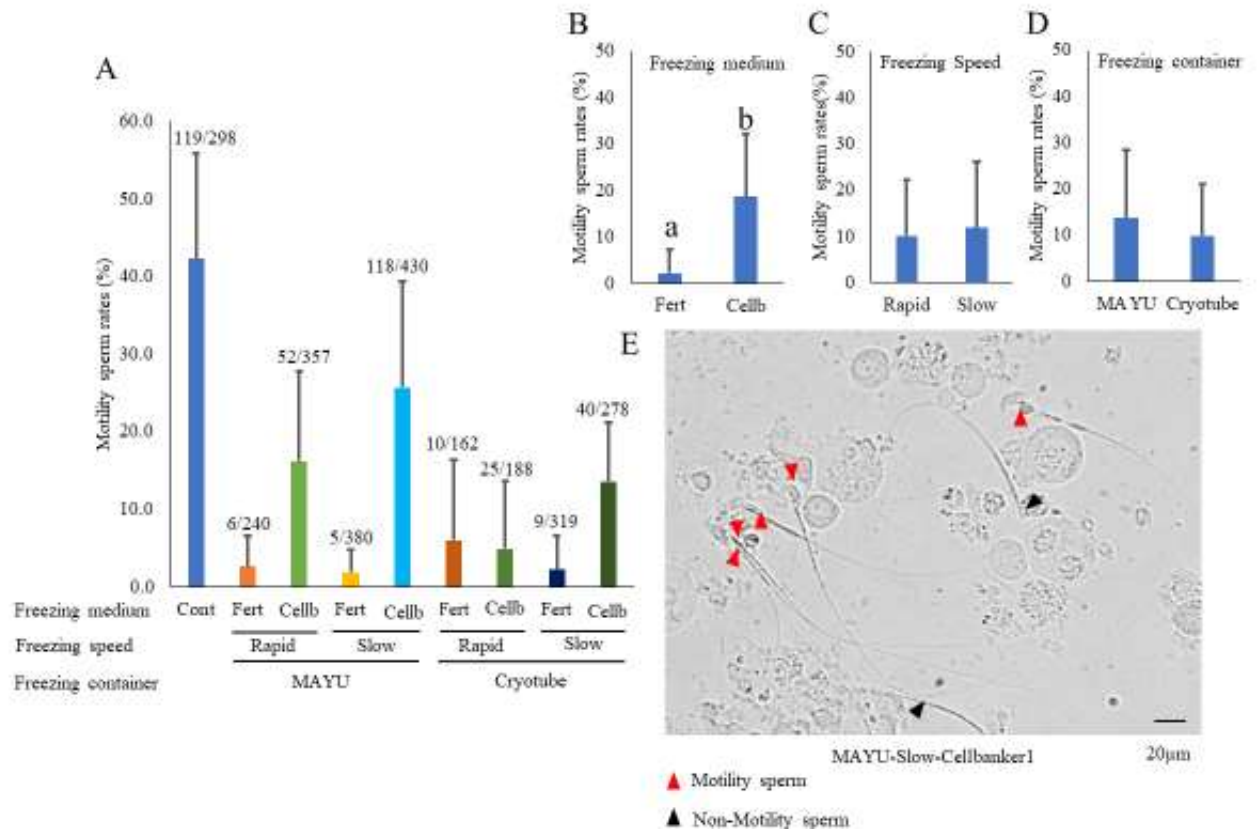 A
Motility sperm rates (%)
60.0
50.0
40.0
30.0
20.0
10.0
0.0
119/298
6/240
52/357
5/380
118/430
10/162
25/188
9/319
40/278
Freezing medium Cont Fert Cellb Fert Cellb Fert Cellb Fert Cellb
Freezing speed Rapid Slow Rapid Slow
Freezing container MAYU Cryotube
B
Freezing medium
Motility sperm rates (%)
50
40
30
20
10
0
a
b
Fert Cellb
C
Freezing Speed
Motility sperm rates(%)
50
40
30
20
10
0
Rapid Slow
D
Freezing container
Motility sperm rates (%)
50
40
30
20
10
0
MAYU Cryotube
E
MAYU-Slow-Cellbanker1
20μm
Motility sperm
Non-Motility sperm